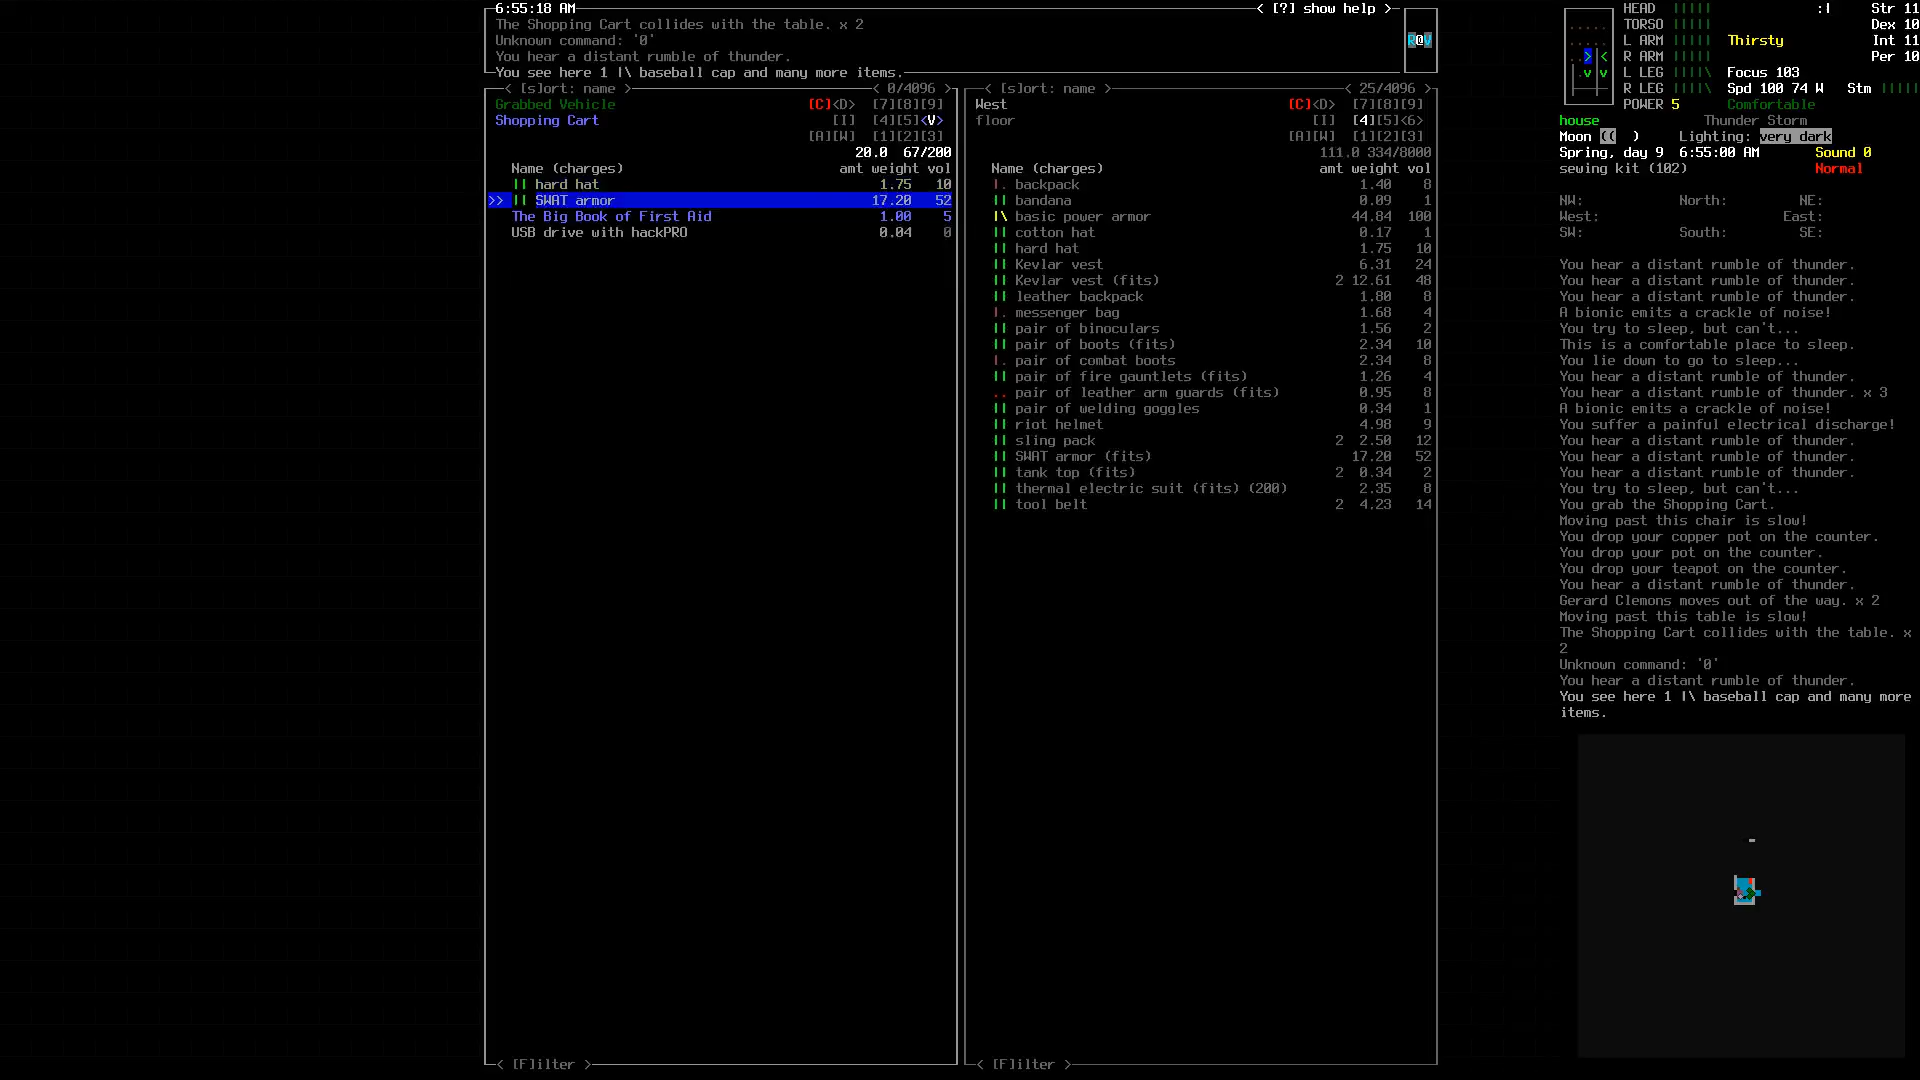 6:55:18 AM < [?] show help >
The Shopping Cart collides with the table. x 2
Unknown command: '0'
You hear a distant rumble of thunder.
You see here 1 |\ baseball cap and many more items.
R@V
< [s]ort: name > < 0/4096 >
Grabbed Vehicle [C]<D> [7][8][9]
Shopping Cart [I] [4][5]<V>
[A][W] [1][2][3]
20.0 67/200
Name (charges) amt weight vol
|| hard hat 1.75 10
>> || SWAT armor 17.20 52
The Big Book of First Aid 1.00 5
USB drive with hackPRO 0.04 0
< [F]ilter >
< [s]ort: name > < 25/4096 >
West [C]<D> [7][8][9]
floor [I] [4][5]<6>
[A][W] [1][2][3]
111.0 334/8000
Name (charges) amt weight vol
|. backpack 1.40 8
|| bandana 0.09 1
|\ basic power armor 44.84 100
|| cotton hat 0.17 1
|| hard hat 1.75 10
|| Kevlar vest 6.31 24
|| Kevlar vest (fits) 2 12.61 48
|| leather backpack 1.80 8
|. messenger bag 1.68 4
|| pair of binoculars 1.56 2
|| pair of boots (fits) 2.34 10
|. pair of combat boots 2.34 8
|| pair of fire gauntlets (fits) 1.26 4
.. pair of leather arm guards (fits) 0.95 8
|| pair of welding goggles 0.34 1
|| riot helmet 4.98 9
|| sling pack 2 2.50 12
|| SWAT armor (fits) 17.20 52
|| tank top (fits) 2 0.34 2
|| thermal electric suit (fits) (200) 2.35 8
|| tool belt 2 4.23 14
< [F]ilter >
HEAD ||||| :| Str 11
TORSO ||||| Dex 10
L ARM ||||| Thirsty Int 11
R ARM ||||| Per 10
L LEG ||||\ Focus 103
R LEG ||||\ Spd 100 74 W Stm |||||
POWER 5 Comfortable
house Thunder Storm
Moon (( ) Lighting: very dark
Spring, day 9 6:55:00 AM Sound 0
sewing kit (102) Normal
NW: North: NE:
West: East:
SW: South: SE:
You hear a distant rumble of thunder.
You hear a distant rumble of thunder.
You hear a distant rumble of thunder.
A bionic emits a crackle of noise!
You try to sleep, but can't...
This is a comfortable place to sleep.
You lie down to go to sleep...
You hear a distant rumble of thunder.
You hear a distant rumble of thunder. x 3
A bionic emits a crackle of noise!
You suffer a painful electrical discharge!
You hear a distant rumble of thunder.
You hear a distant rumble of thunder.
You hear a distant rumble of thunder.
You try to sleep, but can't...
You grab the Shopping Cart.
Moving past this chair is slow!
You drop your copper pot on the counter.
You drop your pot on the counter.
You drop your teapot on the counter.
You hear a distant rumble of thunder.
Gerard Clemons moves out of the way. x 2
Moving past this table is slow!
The Shopping Cart collides with the table. x
2
Unknown command: '0'
You hear a distant rumble of thunder.
You see here 1 |\ baseball cap and many more
items.